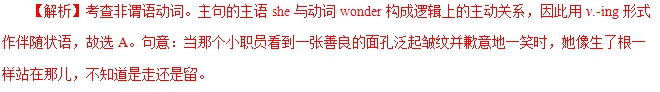 【解析】考查非谓语动词。主句的主语 she 与动词 wonder 构成逻辑上的主动关系，因此用 v.-ing 形式
作伴随状语，故选 A。句意：当那个小职员看到一张善良的面孔泛起皱纹并歉意地一笑时，她像生了根一
样站在那儿，不知道是走还是留。